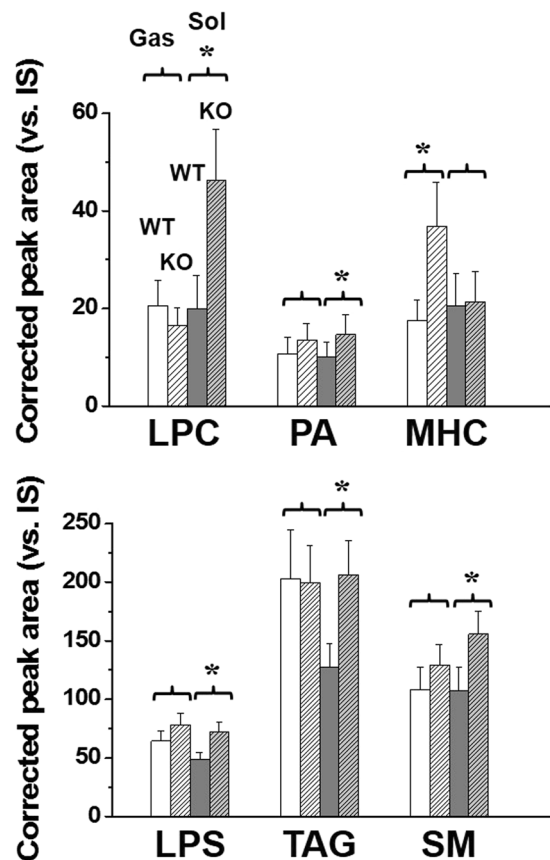 Sol
Gas
*
Corrected peak area (vs. IS)
60
40
20
0
KO
WT
WT
KO
*
*
LPC PA MHC
Corrected peak area (vs. IS)
250
200
150
100
50
0
*
*
*
LPS TAG SM